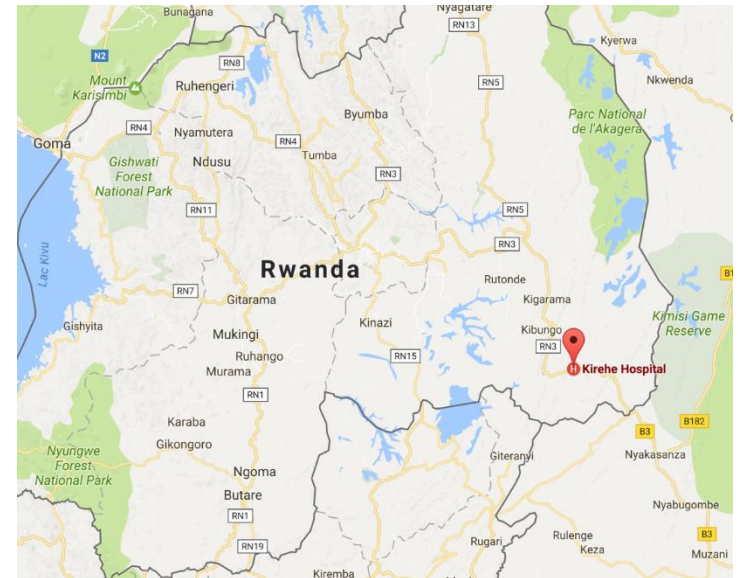 Bunagana
Nyagatare
RN13
Kyerwa
N2
RN8
Mount
Karisimbi
Ruhengeri
RN5
Nkwenda
Byumba
Parc National
de l'Akagera
RN4
Nyamutera
RN4
Goma
Tumba
Gishwati
Forest
National Park
Ndusu
RN3
RN11
RN5
RN3
Lac Kivu
Rwanda
Rutonde
B1
RN7
Gitarama
Kigarama
Gishyita
Kinazi
Kibungo
Kimisi Game
Reserve
Mukingi
RN3
Ruhango
RN15
H
Kirehe Hospital
Murama
RN1
Karaba
B182
B3
Gikongoro
Nyungwe
Forest
National Park
Giteranyi
Nyakasanza
Ngoma
Butare
Nyabugombe
RN1
Rugari
Rulenge
B3
RN19
Keza
Muzani
Kiremba